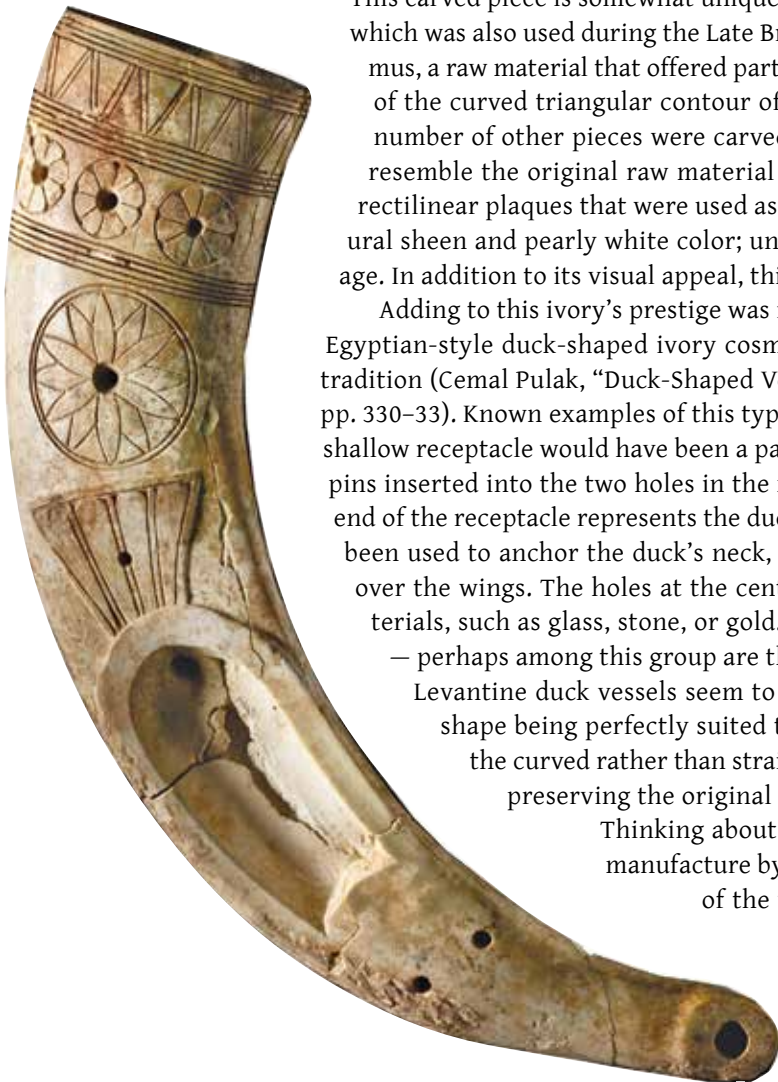 This carved piece is somewhat unique
which was also used during the Late Br
mus, a raw material that offered part
of the curved triangular contour of
number of other pieces were carved
resemble the original raw material
rectilinear plaques that were used as
ural sheen and pearly white color; un
age. In addition to its visual appeal, thi
Adding to this ivory’s prestige was
Egyptian-style duck-shaped ivory cosm
tradition (Cemal Pulak, “Duck-Shaped V
pp. 330–33). Known examples of this typ
shallow receptacle would have been a pa
pins inserted into the two holes in the
end of the receptacle represents the duc
been used to anchor the duck’s neck,
over the wings. The holes at the cent
terials, such as glass, stone, or gold.
— perhaps among this group are th
Levantine duck vessels seem to
shape being perfectly suited t
the curved rather than strai
preserving the original
Thinking about
manufacture by
of the